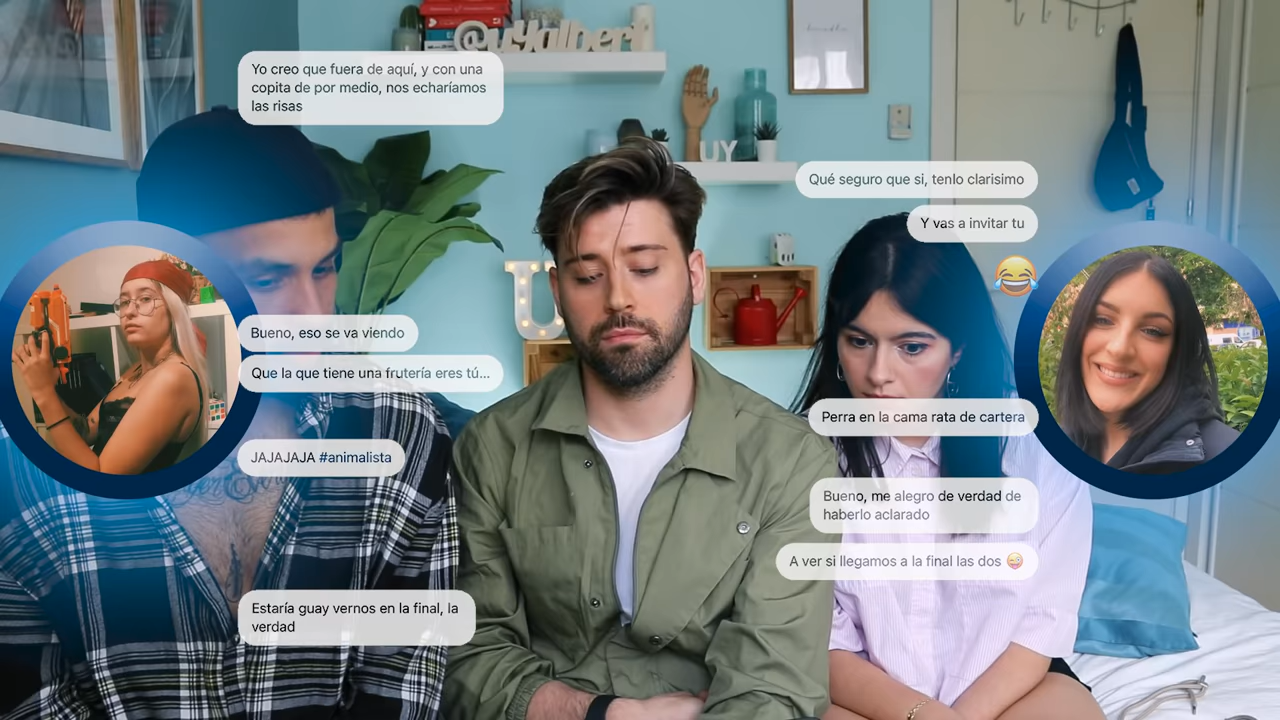 @uyalbert
Yo creo que fuera de aquí, y con una
copita de por medio, nos echaríamos
las risas
UY
Qué seguro que si, tenlo clarisimo
Y vas a invitar tu
😂
U
Bueno, eso se va viendo
Que la que tiene una frutería eres tú...
Perra en la cama rata de cartera
JAJAJAJA #animalista
Bueno, me alegro de verdad de
haberlo aclarado
A ver si llegamos a la final las dos 😜
Estaría guay vernos en la final, la
verdad